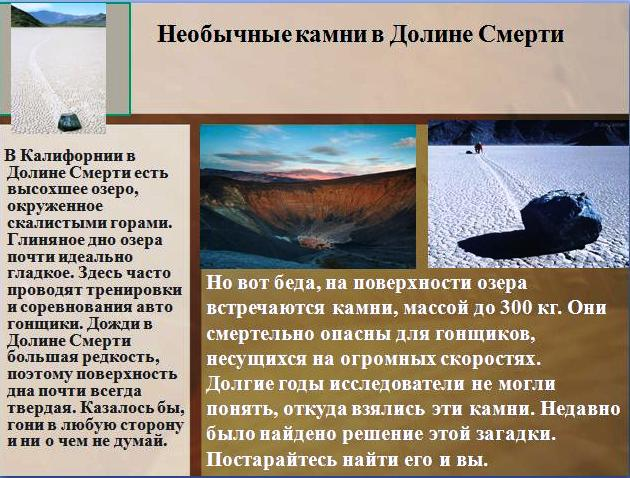 Необычные камни в Долине Смерти
В Калифорнии в
Долине Смерти есть
высохшее озеро,
окруженное
скалистыми горами.
Глиняное дно озера
почти идеально
гладкое. Здесь часто
проводят тренировки
и соревнования авто
гонщики. Дожди в
Долине Смерти
большая редкость,
поэтому поверхность
дна почти всегда
твердая. Казалось бы,
гони в любую сторону
и ни о чем не думай.
Но вот беда, на поверхности озера
встречаются камни, массой до 300 кг. Они
смертельно опасны для гонщиков,
несущихся на огромных скоростях.
Долгие годы исследователи не могли
понять, откуда взялись эти камни. Недавно
было найдено решение этой загадки.
Постарайтесь найти его и вы.